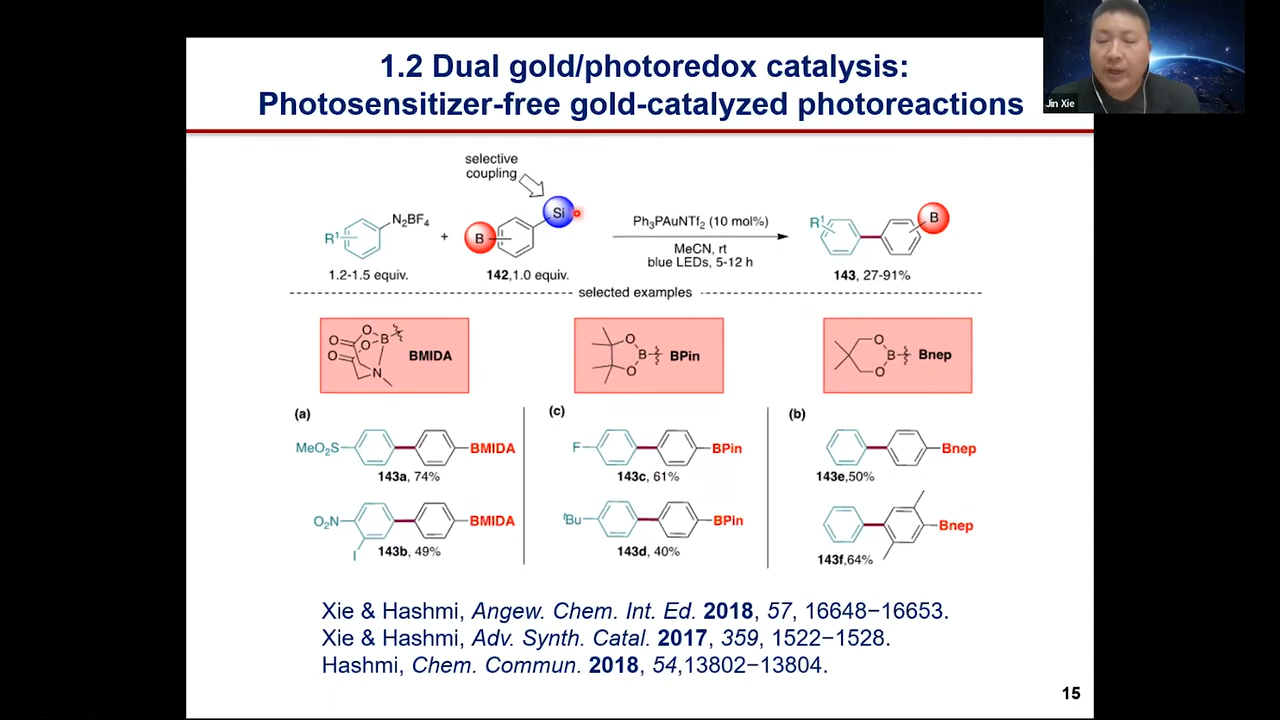 1.2 Dual gold/photoredox catalysis:
Photosensitizer-free gold-catalyzed photoreactions
Jin Xie
selective
coupling
N₂BF₄
R¹
+
B
Si
Ph₃PAuNTf₂ (10 mol%)
MeCN, rt
blue LEDs, 5-12 h
R¹
B
1.2-1.5 equiv.
142,1.0 equiv.
143, 27-91%
selected examples
O
O
O
O
B
N
BMIDA
O
B
O
BPin
O
B
O
Bnep
(a)
MeO₂S
BMIDA
143a, 74%
O₂N
I
BMIDA
143b, 49%
(c)
F
BPin
143c, 61%
ᵗBu
BPin
143d, 40%
(b)
Bnep
143e,50%
Bnep
143f,64%
Xie & Hashmi, Angew. Chem. Int. Ed. 2018, 57, 16648−16653.
Xie & Hashmi, Adv. Synth. Catal. 2017, 359, 1522−1528.
Hashmi, Chem. Commun. 2018, 54,13802−13804.
15